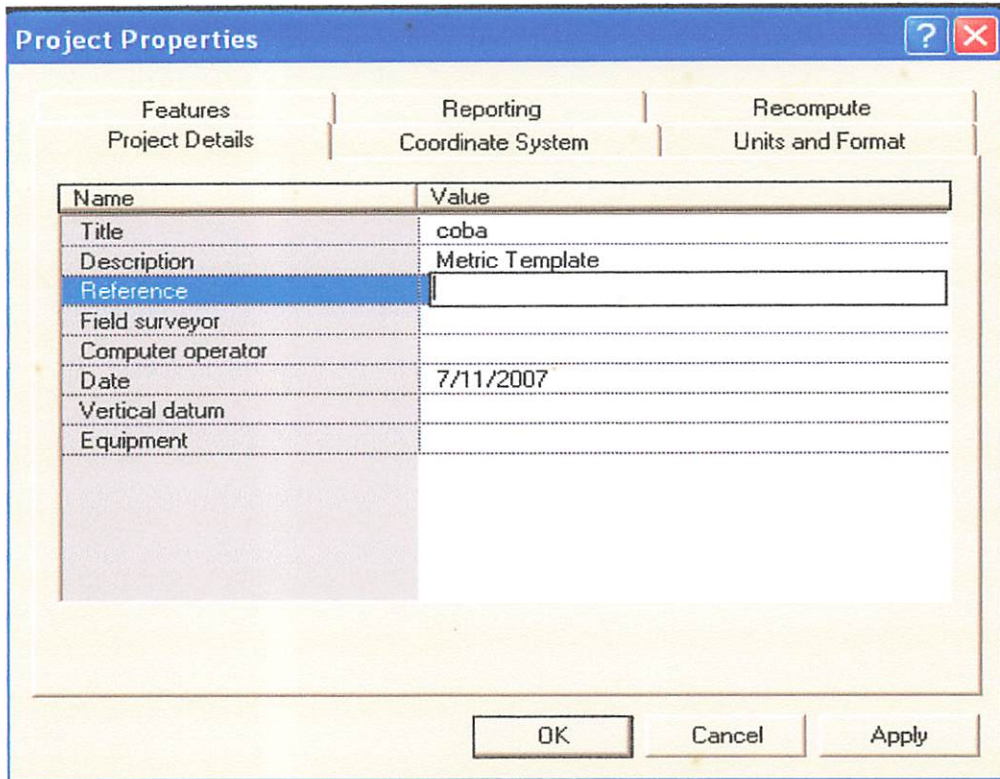 Project Properties
Features Reporting Recompute
Project Details Coordinate System Units and Format
Name Value
Title coba
Description Metric Template
Reference
Field surveyor
Computer operator
Date 7/11/2007
Vertical datum
Equipment
OK Cancel Apply